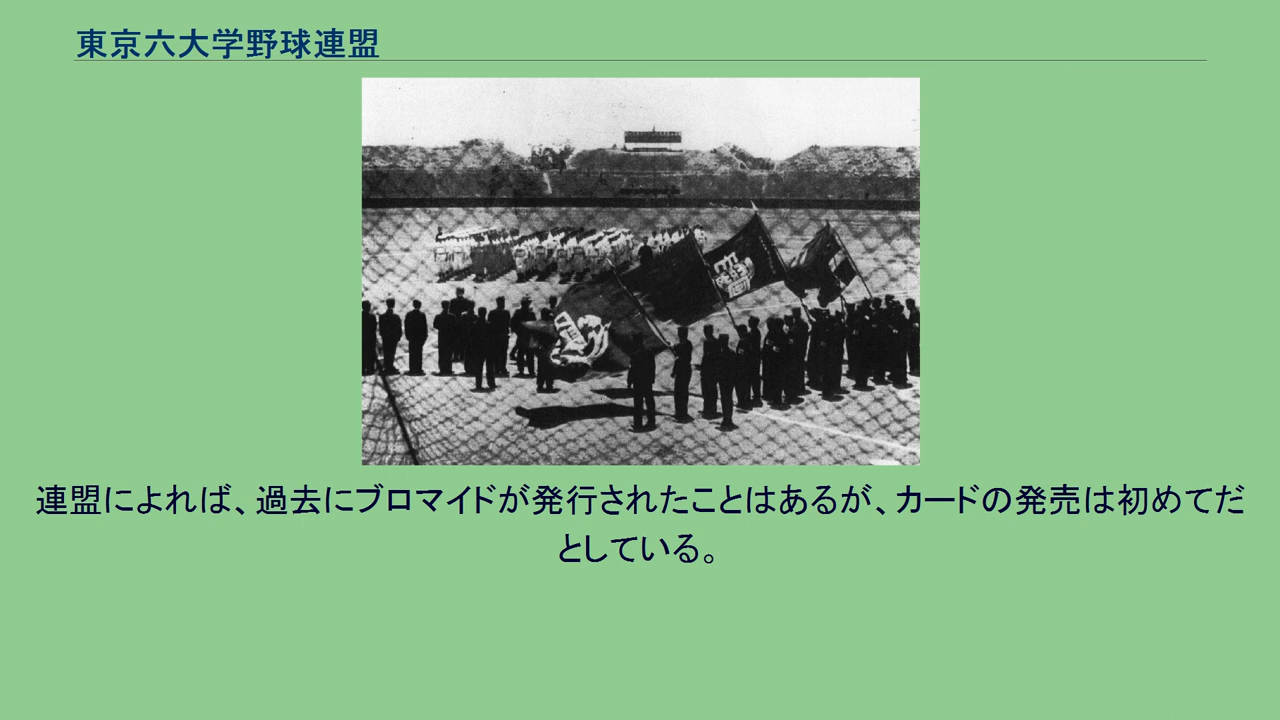 東京六大学野球連盟
連盟によれば、過去にブロマイドが発行されたことはあるが、カードの発売は初めてだ
としている。